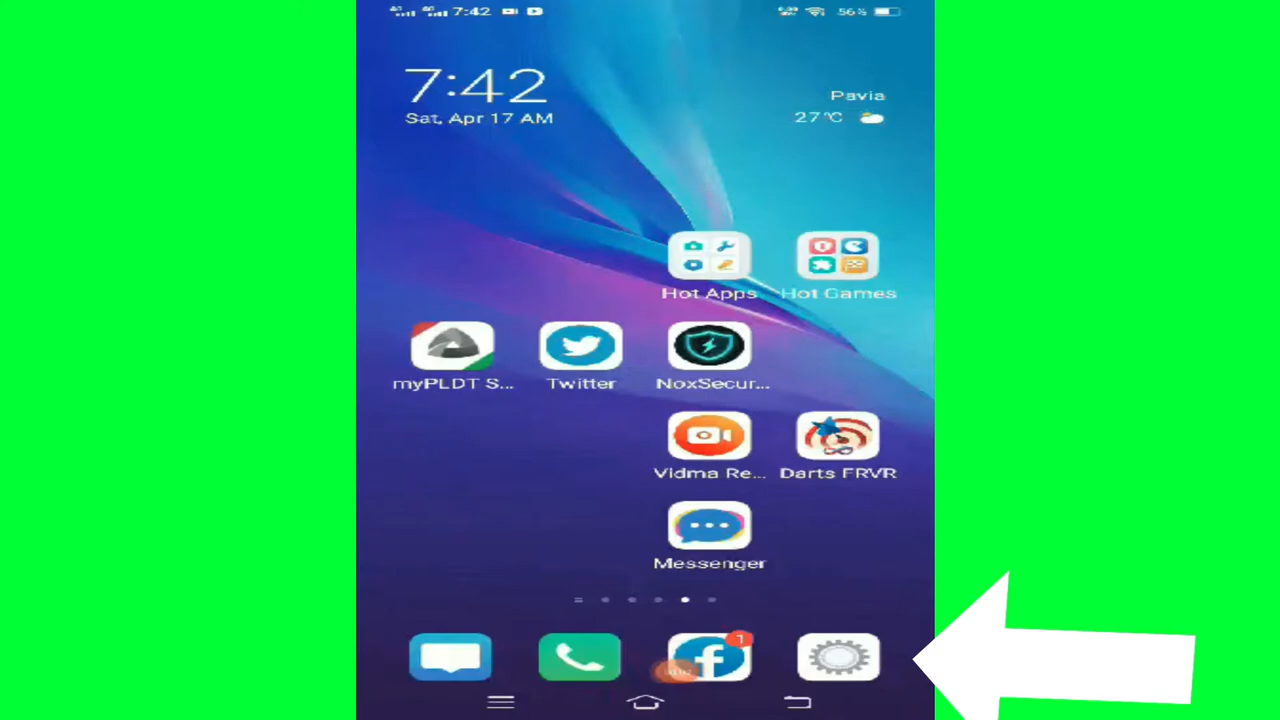 7:42 56%
7:42
Sat, Apr 17 AM
Pavia
27°C
Hot Apps Hot Games
myPLDT S... Twitter NoxSecur...
Vidma Re... Darts FRVR
Messenger
1